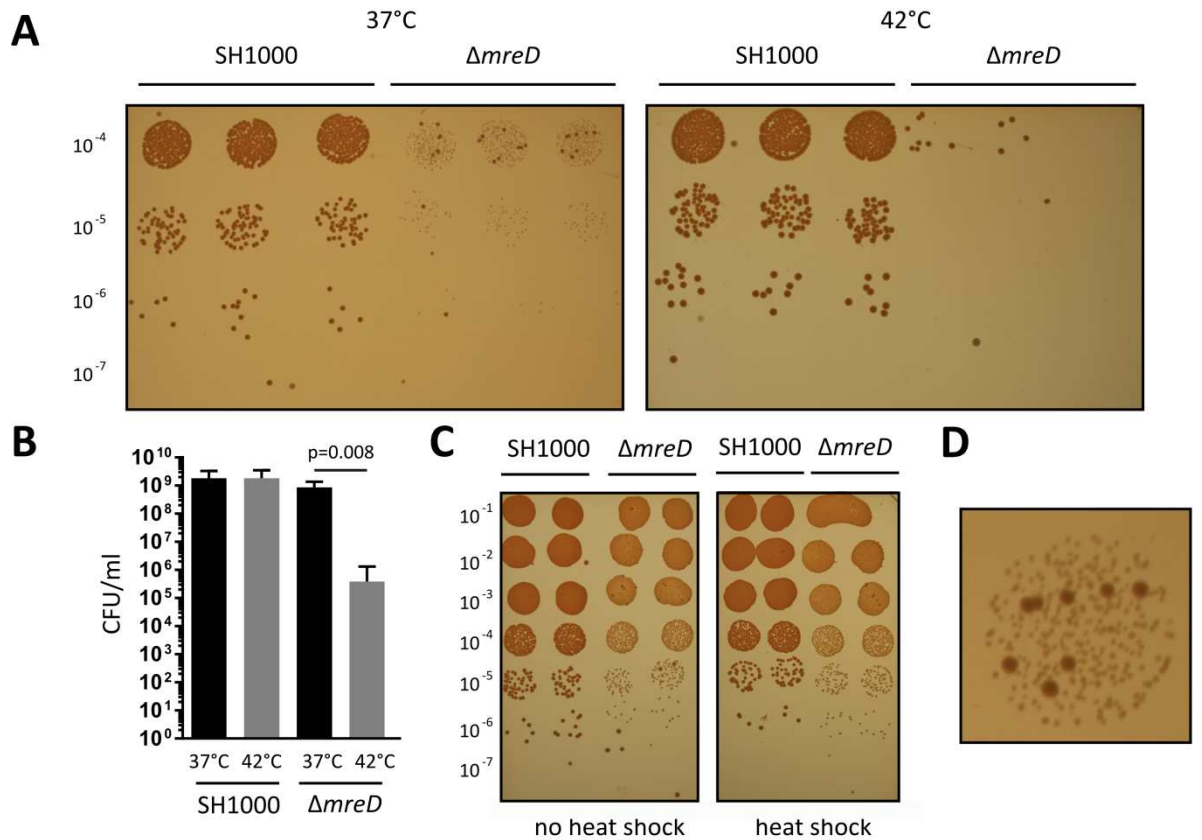 A
37°C
42°C
SH1000
ΔmreD
SH1000
ΔmreD
10⁻⁴
10⁻⁵
10⁻⁶
10⁻⁷
B
p=0.008
CFU/ml
10¹⁰
10⁹
10⁸
10⁷
10⁶
10⁵
10⁴
10³
10²
10¹
10⁰
37°C
42°C
37°C
42°C
SH1000
ΔmreD
C
SH1000
ΔmreD
SH1000
ΔmreD
10⁻¹
10⁻²
10⁻³
10⁻⁴
10⁻⁵
10⁻⁶
10⁻⁷
no heat shock
heat shock
D